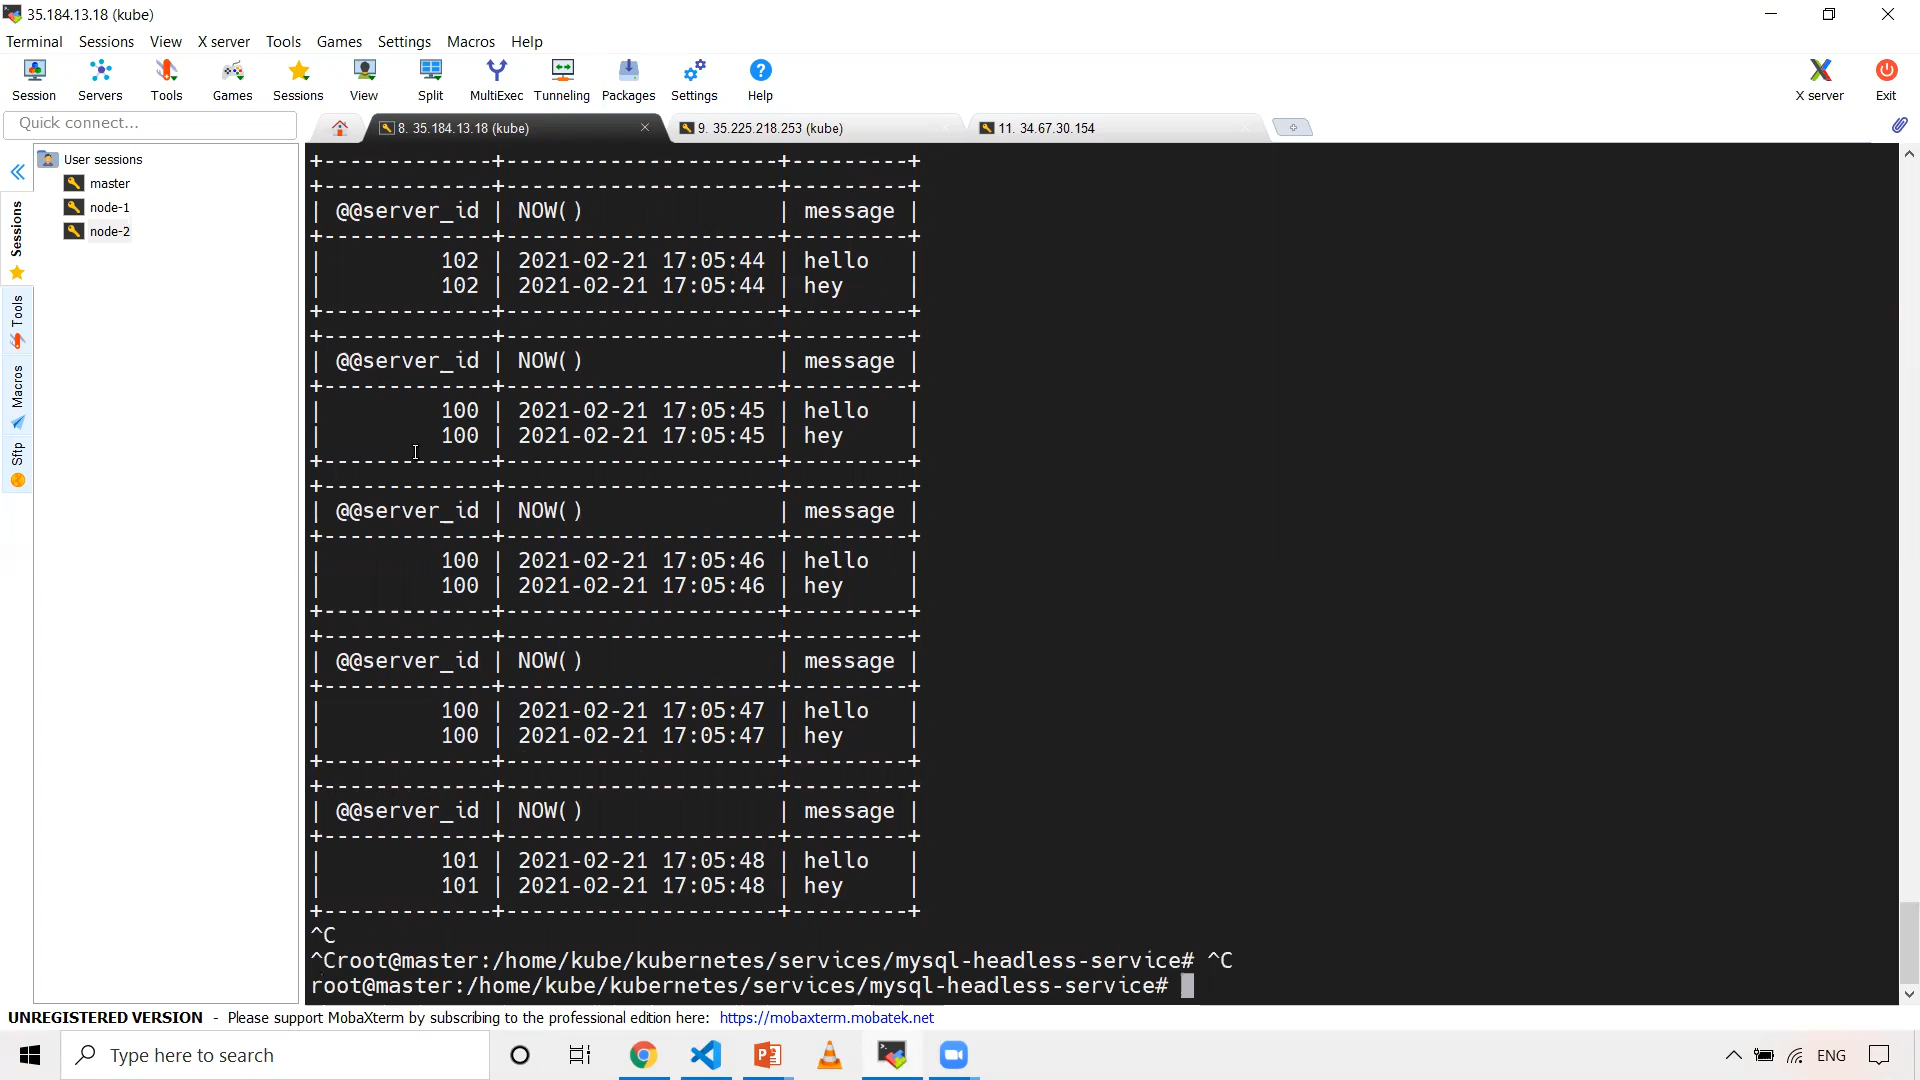 35.184.13.18 (kube)
Terminal Sessions View X server Tools Games Settings Macros Help
Session Servers Tools Games Sessions View Split MultiExec Tunneling Packages Settings Help X server Exit
Quick connect...
8. 35.184.13.18 (kube) 9. 35.225.218.253 (kube) 11. 34.67.30.154
User sessions
master
node-1
node-2
Sessions
Tools
Macros
Sftp
+------------+---------------------+---------+
+------------+---------------------+---------+
| @@server_id | NOW() | message |
+------------+---------------------+---------+
| 102 | 2021-02-21 17:05:44 | hello |
| 102 | 2021-02-21 17:05:44 | hey |
+------------+---------------------+---------+
+------------+---------------------+---------+
| @@server_id | NOW() | message |
+------------+---------------------+---------+
| 100 | 2021-02-21 17:05:45 | hello |
| 100 | 2021-02-21 17:05:45 | hey |
+------------+---------------------+---------+
+------------+---------------------+---------+
| @@server_id | NOW() | message |
+------------+---------------------+---------+
| 100 | 2021-02-21 17:05:46 | hello |
| 100 | 2021-02-21 17:05:46 | hey |
+------------+---------------------+---------+
+------------+---------------------+---------+
| @@server_id | NOW() | message |
+------------+---------------------+---------+
| 100 | 2021-02-21 17:05:47 | hello |
| 100 | 2021-02-21 17:05:47 | hey |
+------------+---------------------+---------+
+------------+---------------------+---------+
| @@server_id | NOW() | message |
+------------+---------------------+---------+
| 101 | 2021-02-21 17:05:48 | hello |
| 101 | 2021-02-21 17:05:48 | hey |
+------------+---------------------+---------+
^C
^Croot@master:/home/kube/kubernetes/services/mysql-headless-service# ^C
root@master:/home/kube/kubernetes/services/mysql-headless-service#
UNREGISTERED VERSION - Please support MobaXterm by subscribing to the professional edition here: https://mobaxterm.mobatek.net
Type here to search
ENG